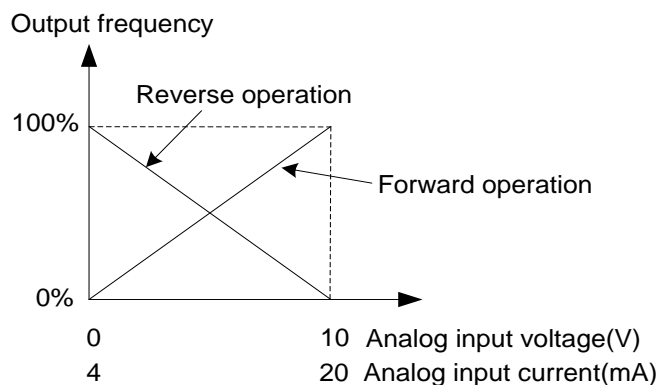 Output frequency
Reverse operation
100%
Forward operation
0%
0 10 Analog input voltage(V)
4 20 Analog input current(mA)